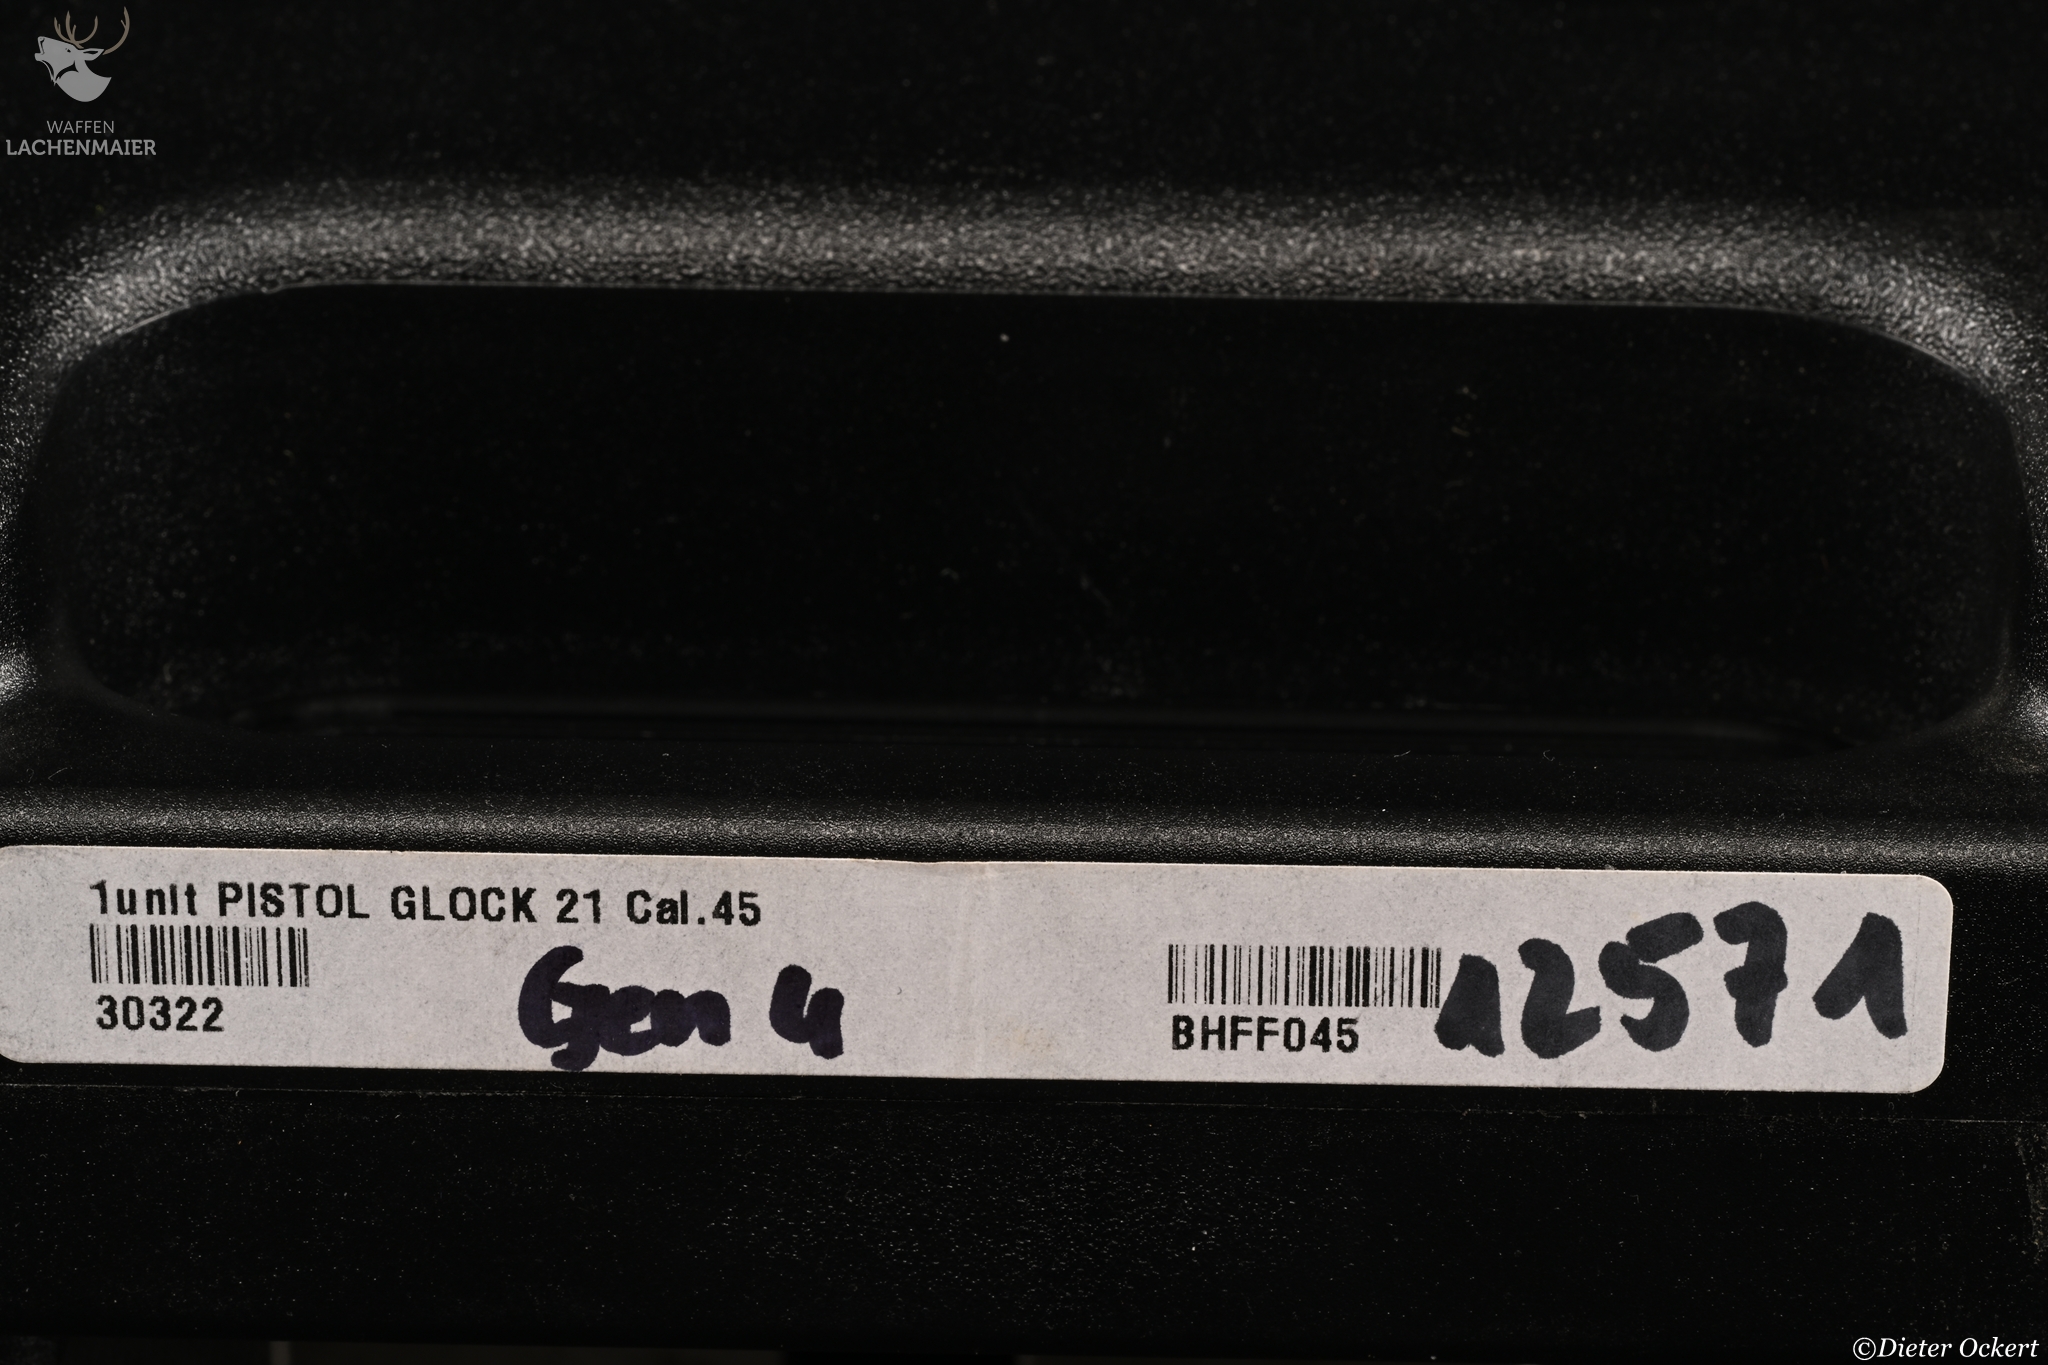 WAFFEN
LACHENMAIER
1unit PISTOL GLOCK 21 Cal.45
30322
Gen 4
BHFF045
12571
©Dieter Ockert